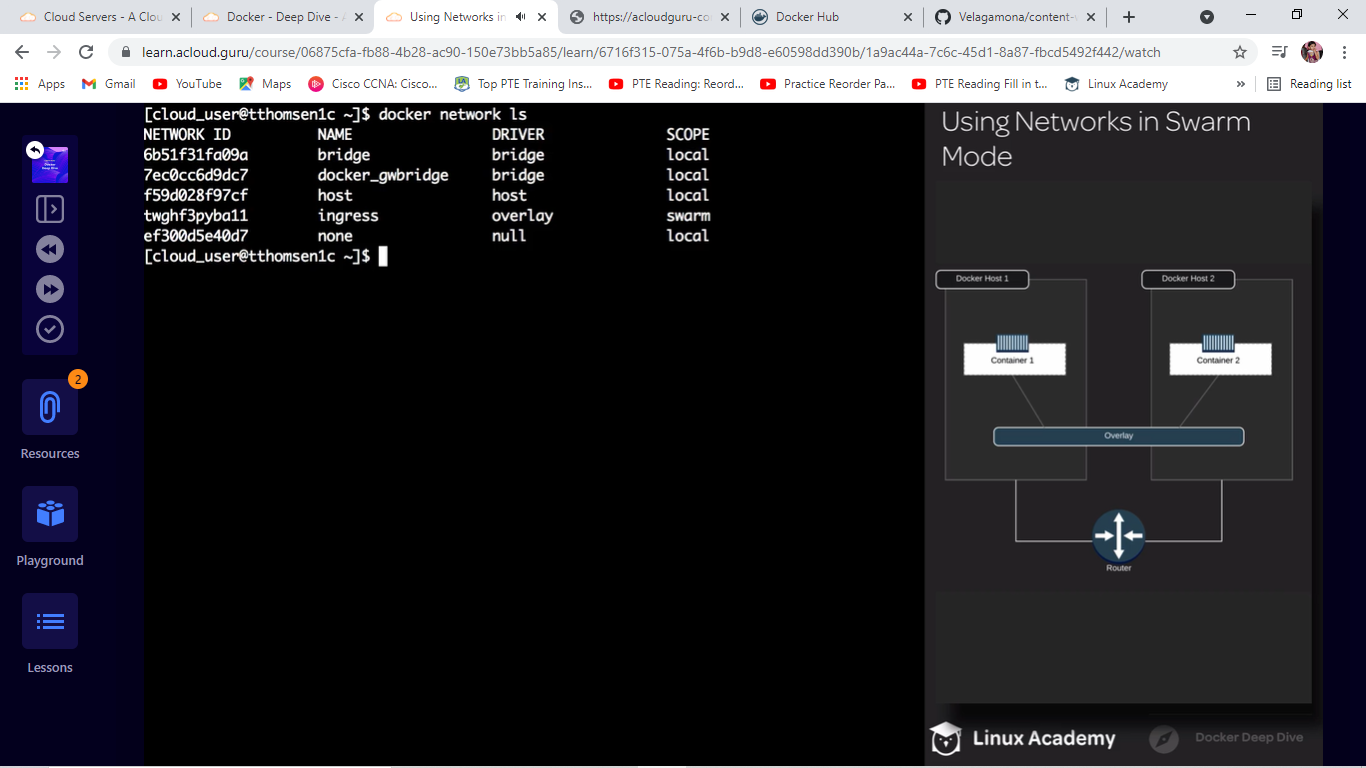 Cloud Servers - A Clou
Docker - Deep Dive - A
Using Networks in
https://acloudguru-co
Docker Hub
Velagamona/content-
learn.acloud.guru/course/06875cfa-fb88-4b28-ac90-150e73bb5a85/learn/6716f315-075a-4f6b-b9d8-e60598dd390b/1a9ac44a-7c6c-45d1-8a87-fbcd5492f442/watch
Apps
Gmail
YouTube
Maps
Cisco CCNA: Cisco...
Top PTE Training Ins...
PTE Reading: Reord...
Practice Reorder Pa...
PTE Reading Fill in t...
Linux Academy
»
Reading list
2
Resources
Playground
Lessons
[cloud_user@tthomsen1c ~]$ docker network ls
NETWORK ID NAME DRIVER SCOPE
6b51f31fa09a bridge bridge local
7ec0cc6d9dc7 docker_gwbridge bridge local
f59d028f97cf host host local
twghf3pyba11 ingress overlay swarm
ef300d5e40d7 none null local
[cloud_user@tthomsen1c ~]$
Using Networks in Swarm
Mode
Docker Host 1
Docker Host 2
Container 1
Container 2
Overlay
Router
Linux Academy
Docker Deep Dive